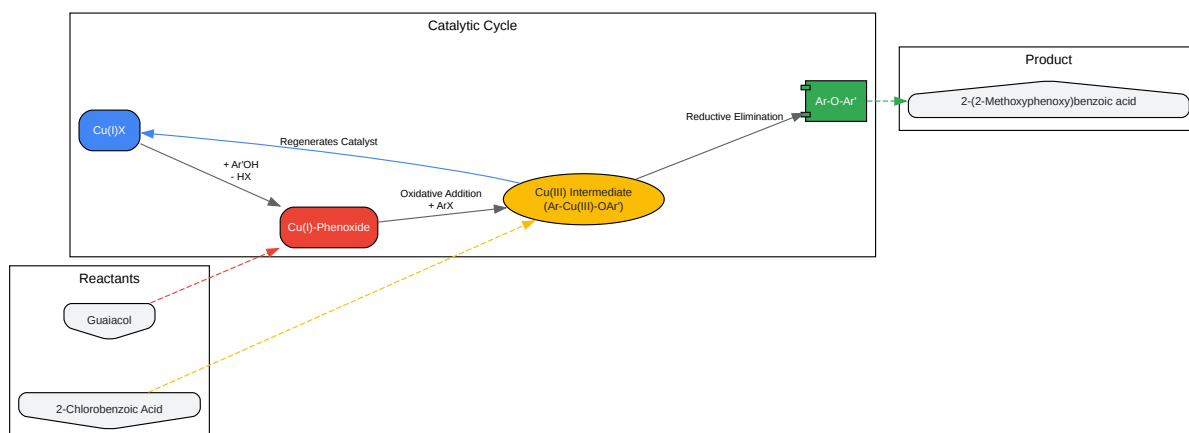 Catalytic Cycle
Product
2-(2-Methoxyphenoxy)benzoic acid
Ar-O-Ar'
Cu(I)X
Reductive Elimination
Regenerates Catalyst
+ Ar'OH
- HX
Oxidative Addition
+ ArX
Cu(III) Intermediate
(Ar-Cu(III)-OAr')
Cu(I)-Phenoxide
Reactants
Guaiacol
2-Chlorobenzoic Acid